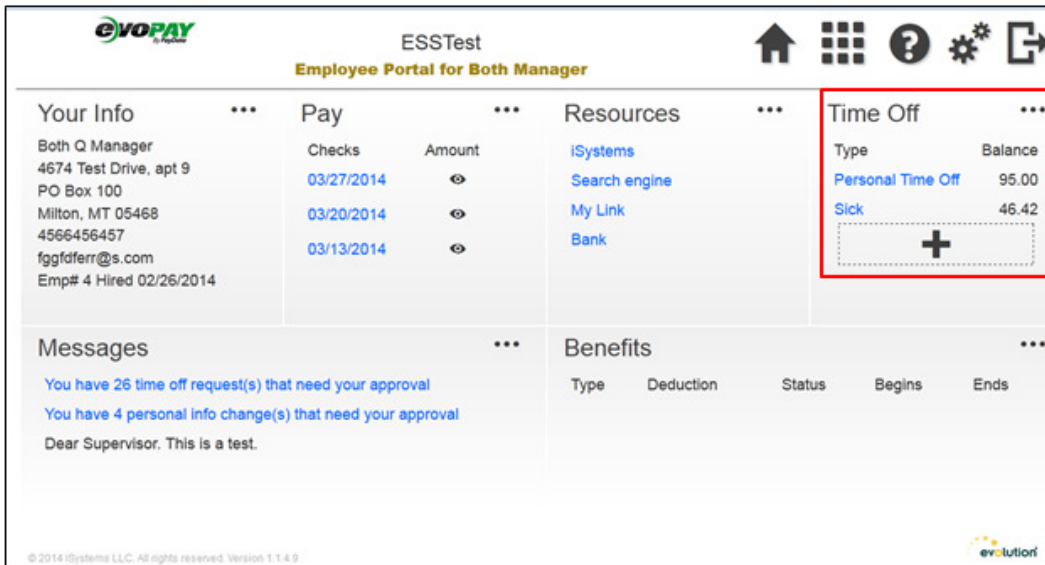 evoPAY
By PayData
ESSTest
Employee Portal for Both Manager
Your Info
Both Q Manager
4674 Test Drive, apt 9
PO Box 100
Milton, MT 05468
4566456457
fggfdferr@s.com
Emp# 4 Hired 02/26/2014
Pay
Checks Amount
03/27/2014
03/20/2014
03/13/2014
Resources
iSystems
Search engine
My Link
Bank
Time Off
Type Balance
Personal Time Off 95.00
Sick 46.42
Messages
You have 26 time off request(s) that need your approval
You have 4 personal info change(s) that need your approval
Dear Supervisor. This is a test.
Benefits
Type Deduction Status Begins Ends
© 2014 iSystems LLC. All rights reserved. Version 1.1.4.9
evolution